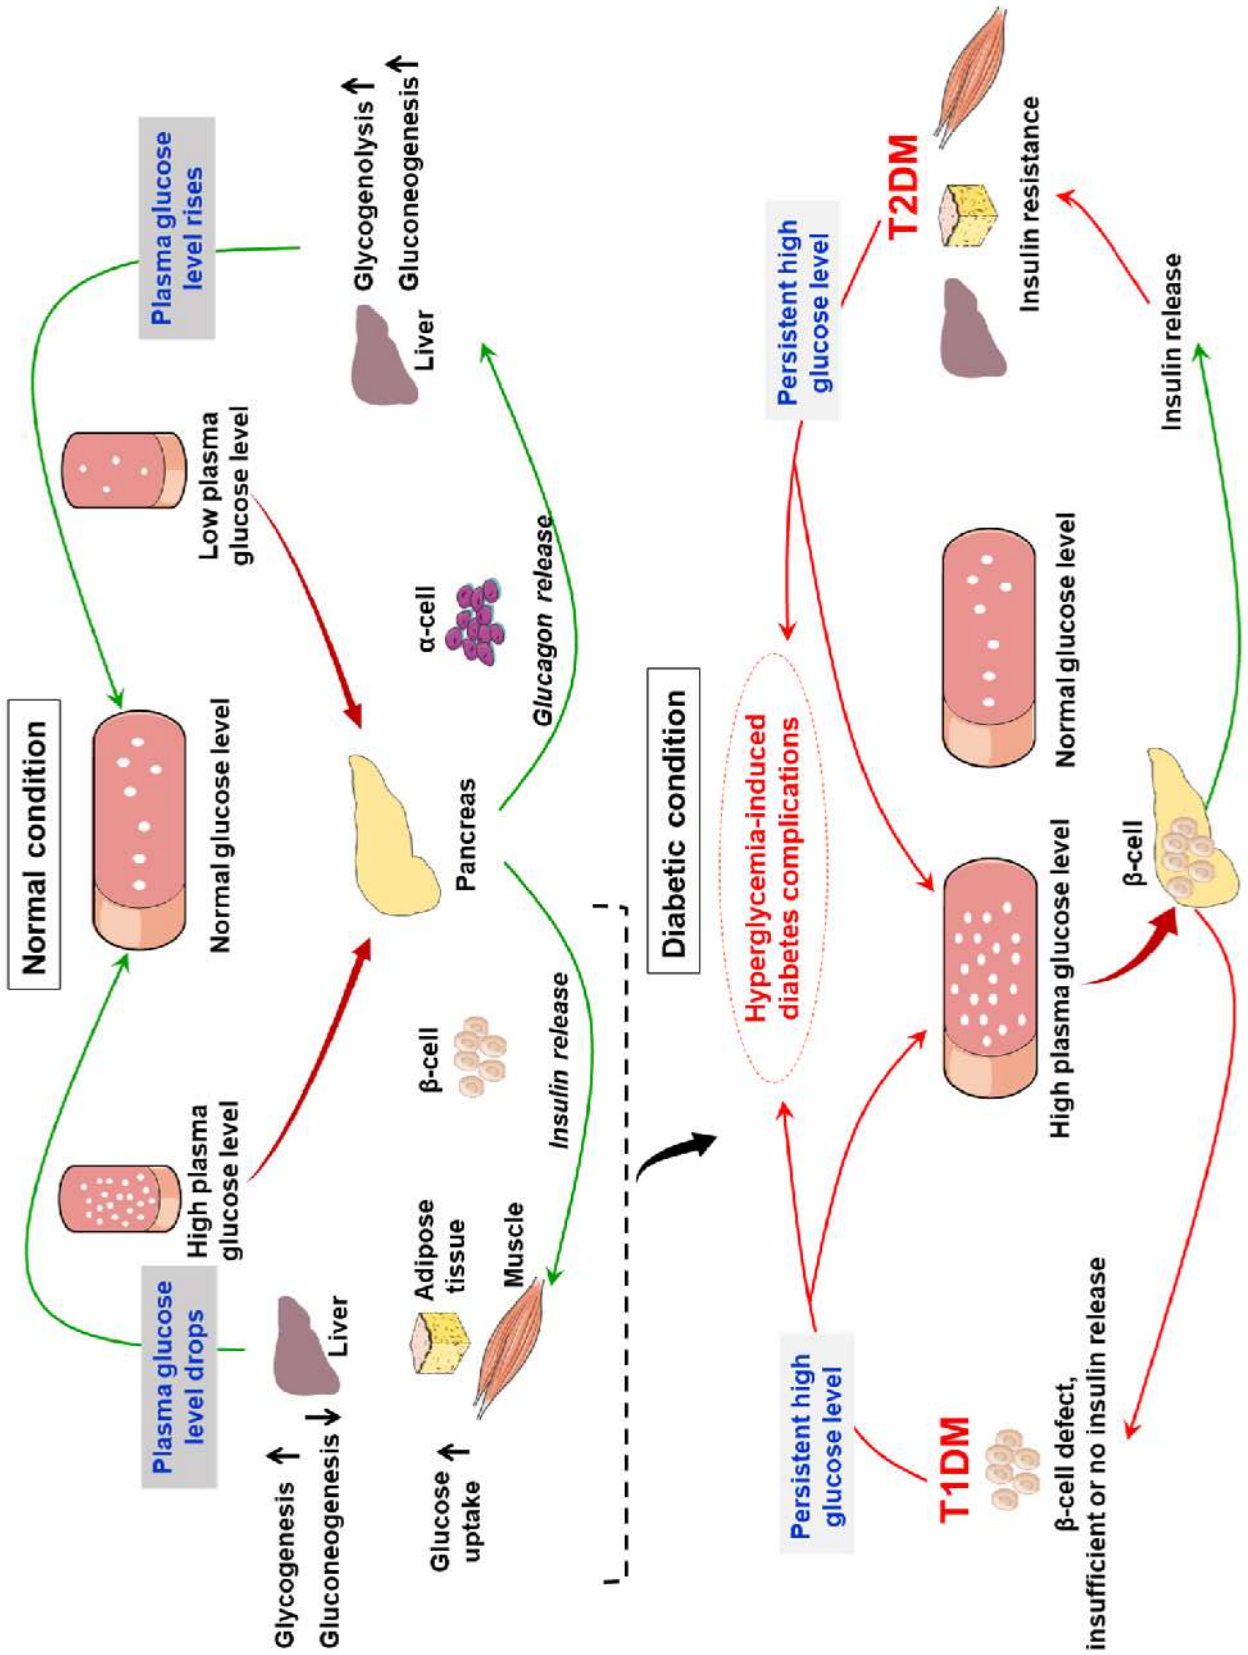 Normal condition
Plasma glucose
level drops
High plasma
glucose level
Normal glucose level
Low plasma
glucose level
Plasma glucose
level rises
Glycogenesis ↑
Gluconeogenesis ↓
Liver
Glucose ↑
uptake
Adipose
tissue
Muscle
β-cell
Insulin release
Pancreas
α-cell
Glucagon release
Liver
Glycogenolysis ↑
Gluconeogenesis ↑
Diabetic condition
Persistent high
glucose level
Hyperglycemia-induced
diabetes complications
Persistent high
glucose level
T1DM
β-cell defect,
insufficient or no insulin release
High plasma glucose level
Normal glucose level
β-cell
T2DM
Insulin resistance
Insulin release